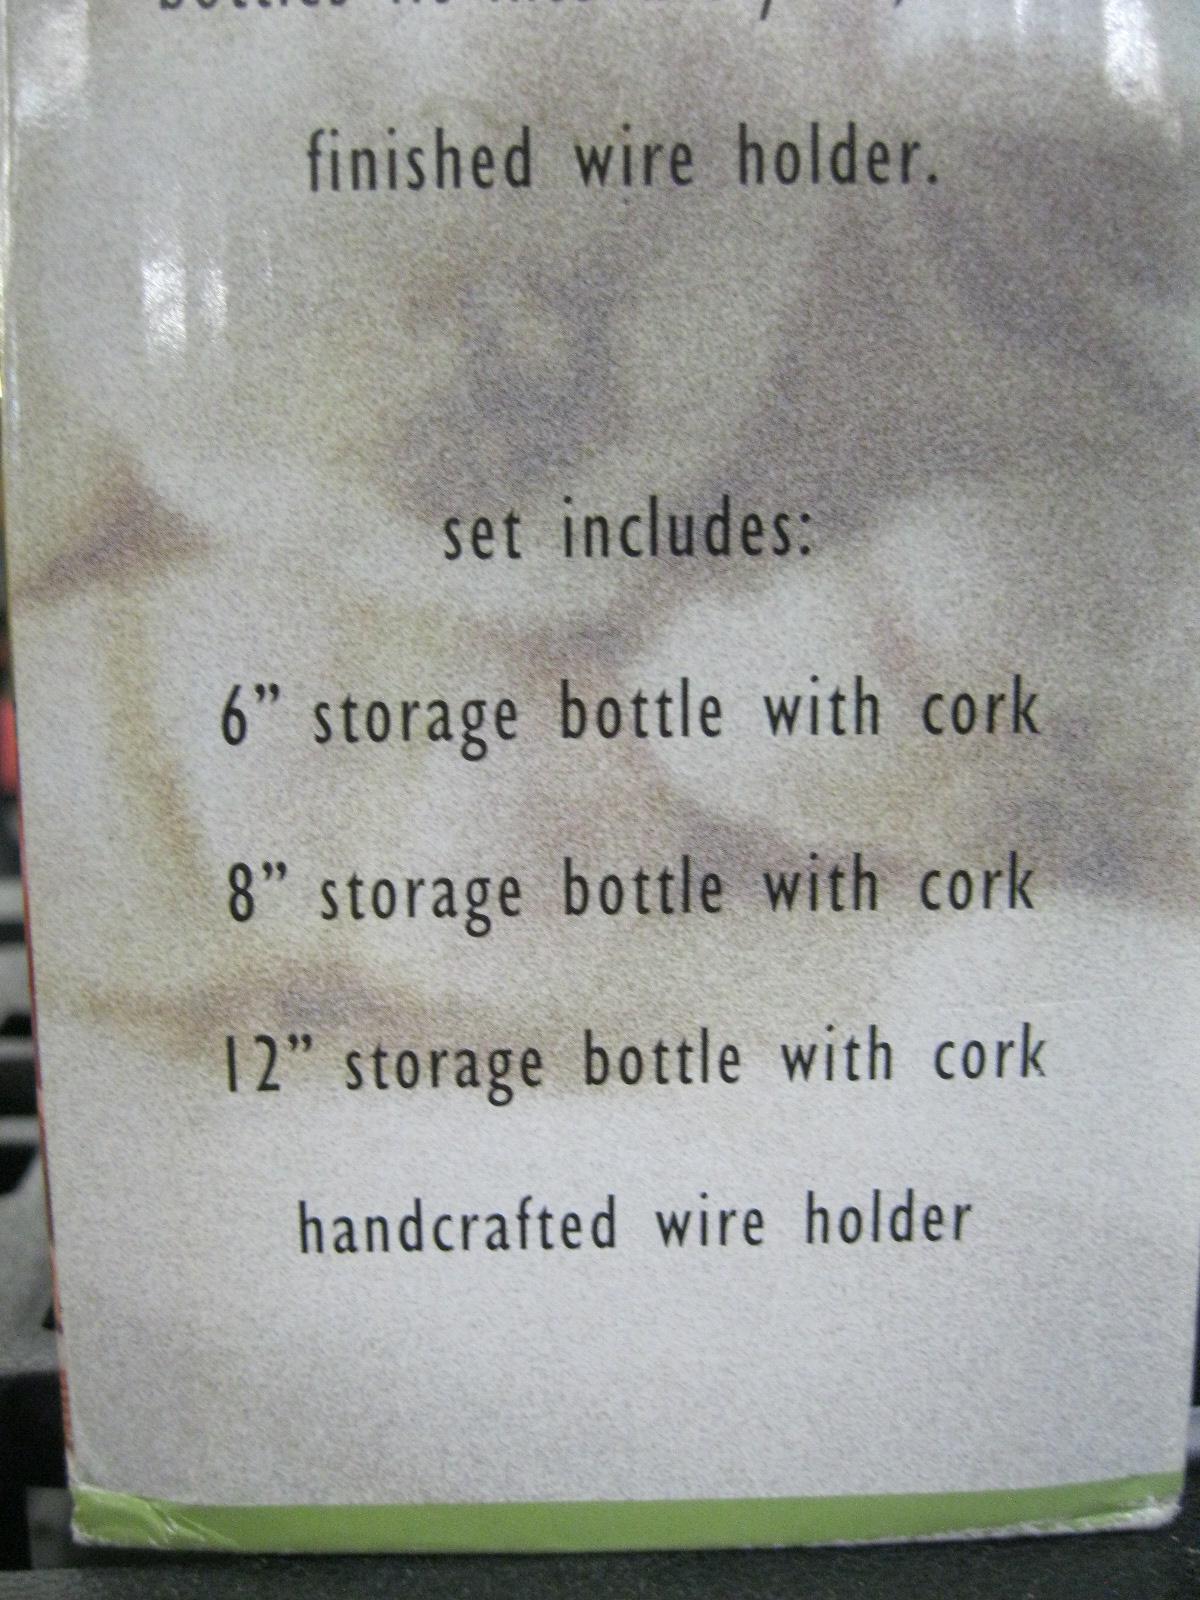 bottles
finished wire holder.
set includes:
6” storage bottle with cork
8” storage bottle with cork
12” storage bottle with cork
handcrafted wire holder